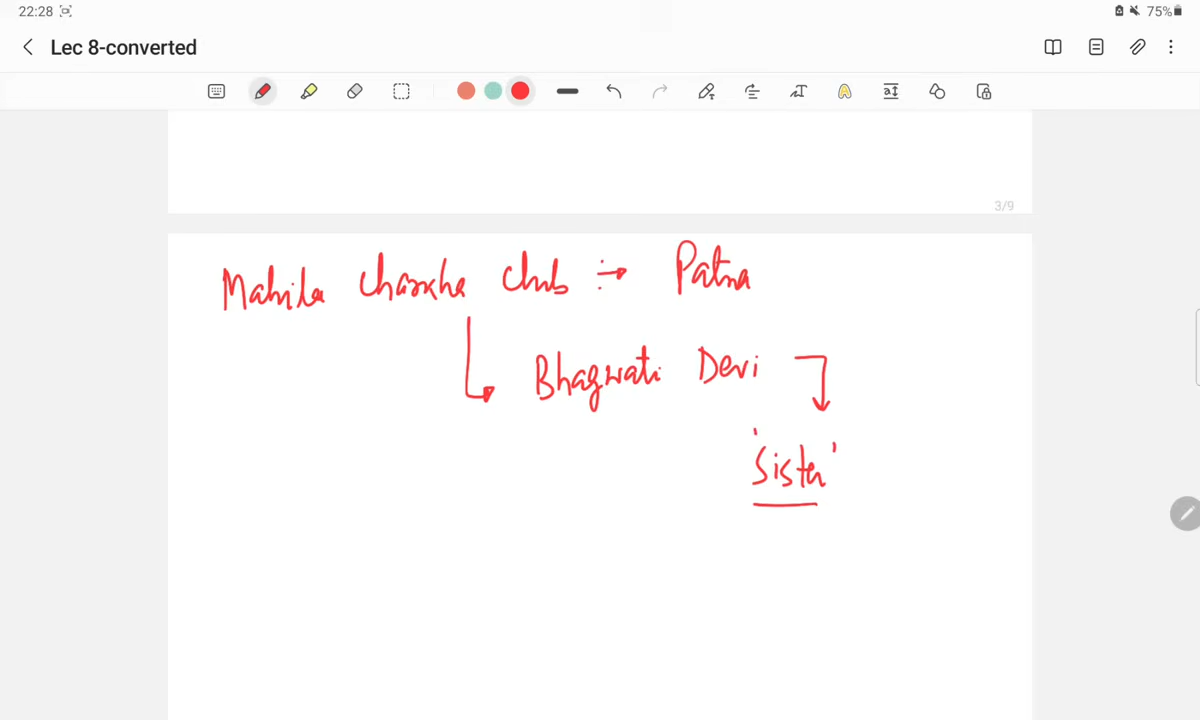 22:28 75%
Lec 8-converted
3/9
Mahila Charkha Club :→ Patna
Bhagwati Devi
'Sister'